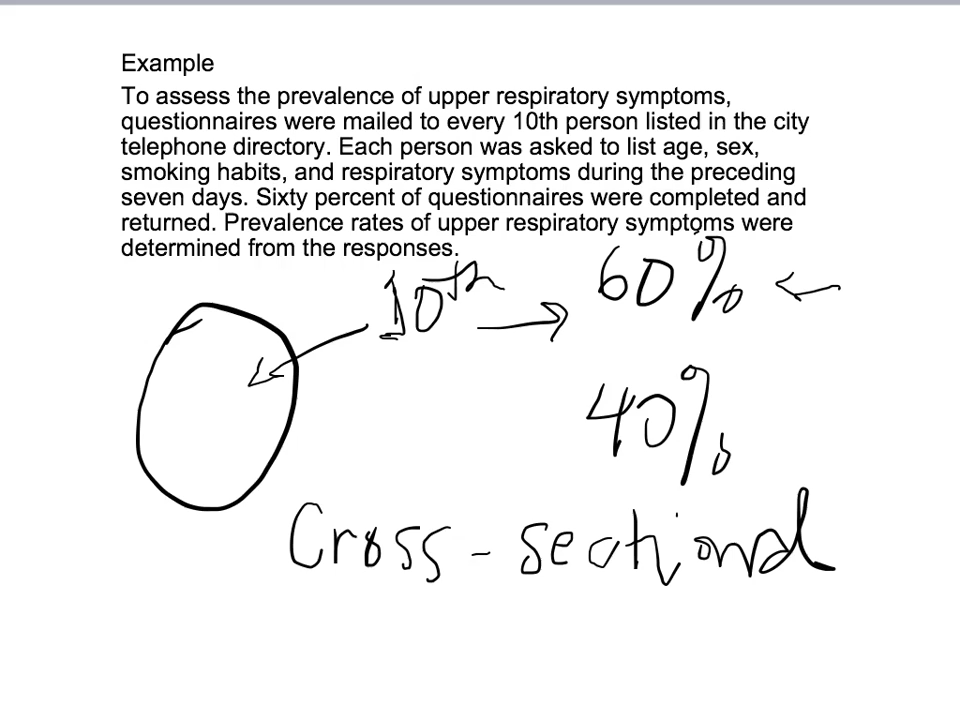 Example
To assess the prevalence of upper respiratory symptoms,
questionnaires were mailed to every 10th person listed in the city
telephone directory. Each person was asked to list age, sex,
smoking habits, and respiratory symptoms during the preceding
seven days. Sixty percent of questionnaires were completed and
returned. Prevalence rates of upper respiratory symptoms were
determined from the responses.
10th 60%
40%
Cross-sectional